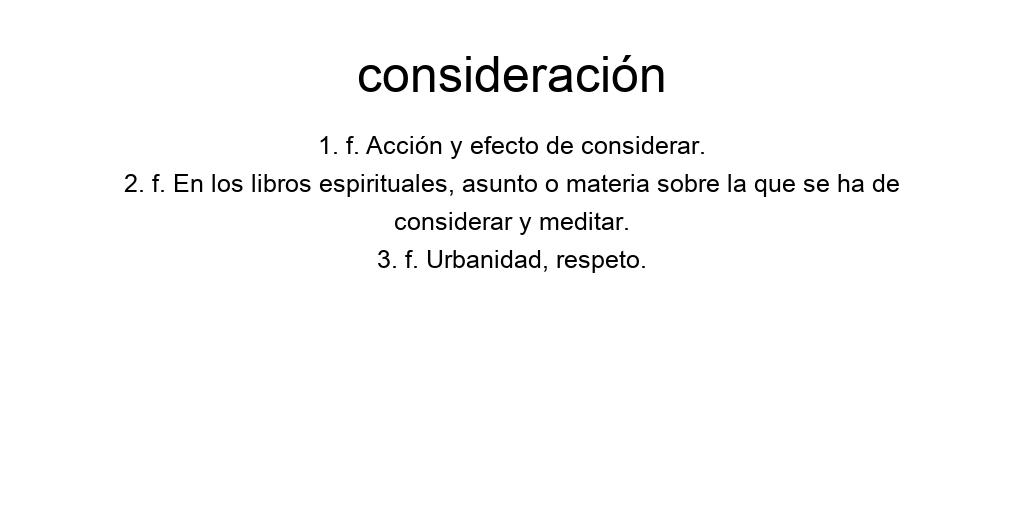 consideración
1. f. Acción y efecto de considerar.
2. f. En los libros espirituales, asunto o materia sobre la que se ha de
considerar y meditar.
3. f. Urbanidad, respeto.